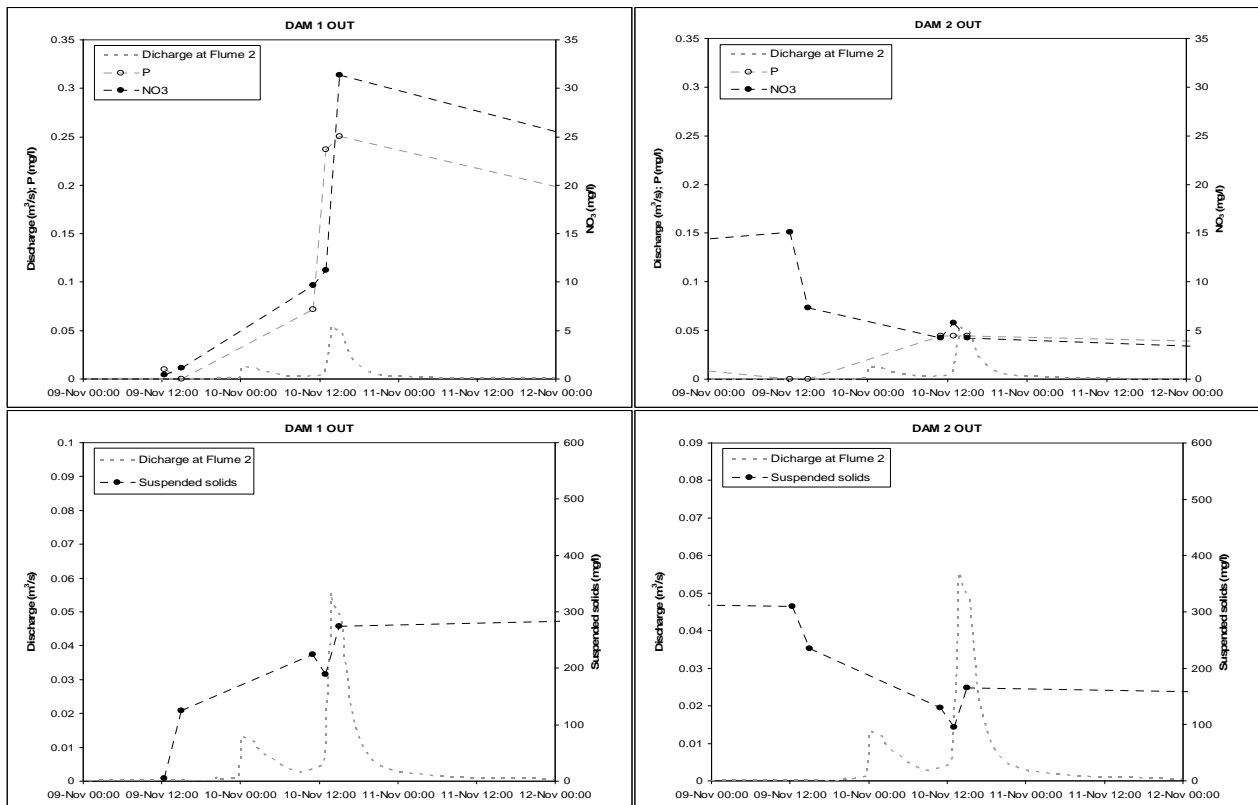 DAM 1 OUT
Dicharge at Flume 2
P
NO3
0.35
0.3
0.25
0.2
0.15
0.1
0.05
0
Discharge (m³/s); P (mg/l)
35
30
25
20
15
10
5
0
NO₃ (mg/l)
09-Nov 00:00 09-Nov 12:00 10-Nov 00:00 10-Nov 12:00 11-Nov 00:00 11-Nov 12:00 12-Nov 00:00
DAM 2 OUT
Dicharge at Flume 2
P
NO3
0.35
0.3
0.25
0.2
0.15
0.1
0.05
0
Discharge (m³/s); P (mg/l)
35
30
25
20
15
10
5
0
NO₃ (mg/l)
09-Nov 00:00 09-Nov 12:00 10-Nov 00:00 10-Nov 12:00 11-Nov 00:00 11-Nov 12:00 12-Nov 00:00
DAM 1 OUT
Dicharge at Flume 2
Suspended solids
0.1
0.09
0.08
0.07
0.06
0.05
0.04
0.03
0.02
0.01
0
Discharge (m³/s)
600
500
400
300
200
100
0
Suspended solids (mg/l)
09-Nov 00:00 09-Nov 12:00 10-Nov 00:00 10-Nov 12:00 11-Nov 00:00 11-Nov 12:00 12-Nov 00:00
DAM 2 OUT
Dicharge at Flume 2
Suspended solids
0.09
0.08
0.07
0.06
0.05
0.04
0.03
0.02
0.01
0
Discharge (m³/s)
600
500
400
300
200
100
0
Suspended solids (mg/l)
09-Nov 00:00 09-Nov 12:00 10-Nov 00:00 10-Nov 12:00 11-Nov 00:00 11-Nov 12:00 12-Nov 00:00